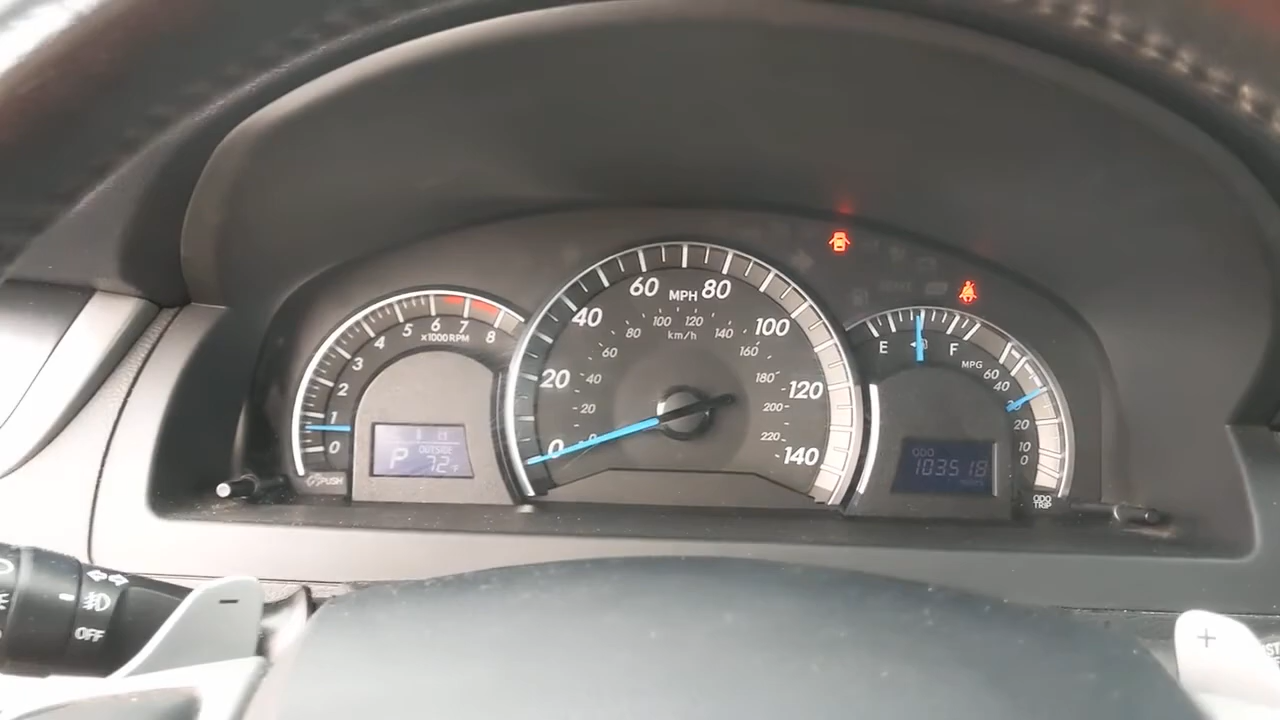 0 1 2 3 4 5 6 7 8
x1000RPM
P OUTSIDE
72°F
PUSH
0 20 40 60 80 100 120 140
MPH
20 40 60 80 100 120 140 160 180 200 220
km/h
E F
MPG
60
40
20
10
0
ODO
103518
ODO
TRIP
OFF
-
+